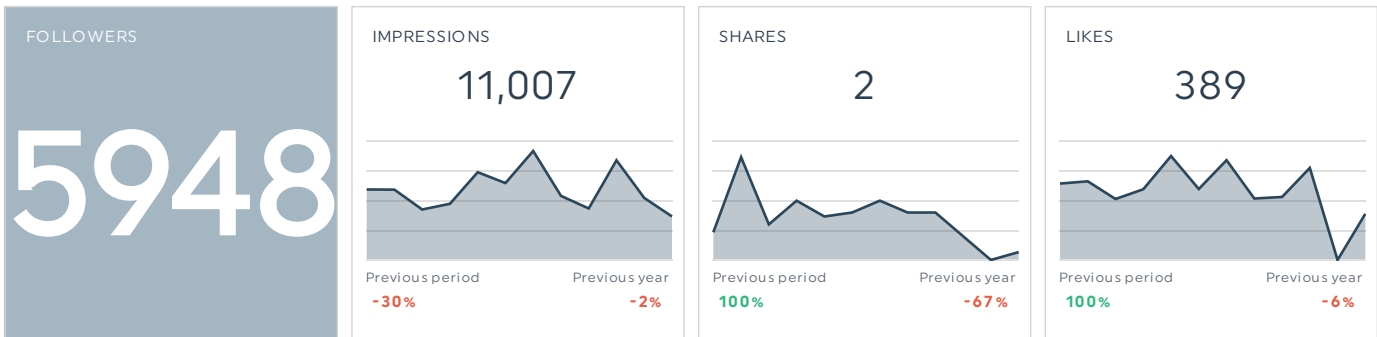 FOLLOWERS
5948
IMPRESSIONS
11,007
Previous period Previous year
-30% -2%
SHARES
2
Previous period Previous year
100% -67%
LIKES
389
Previous period Previous year
100% -6%